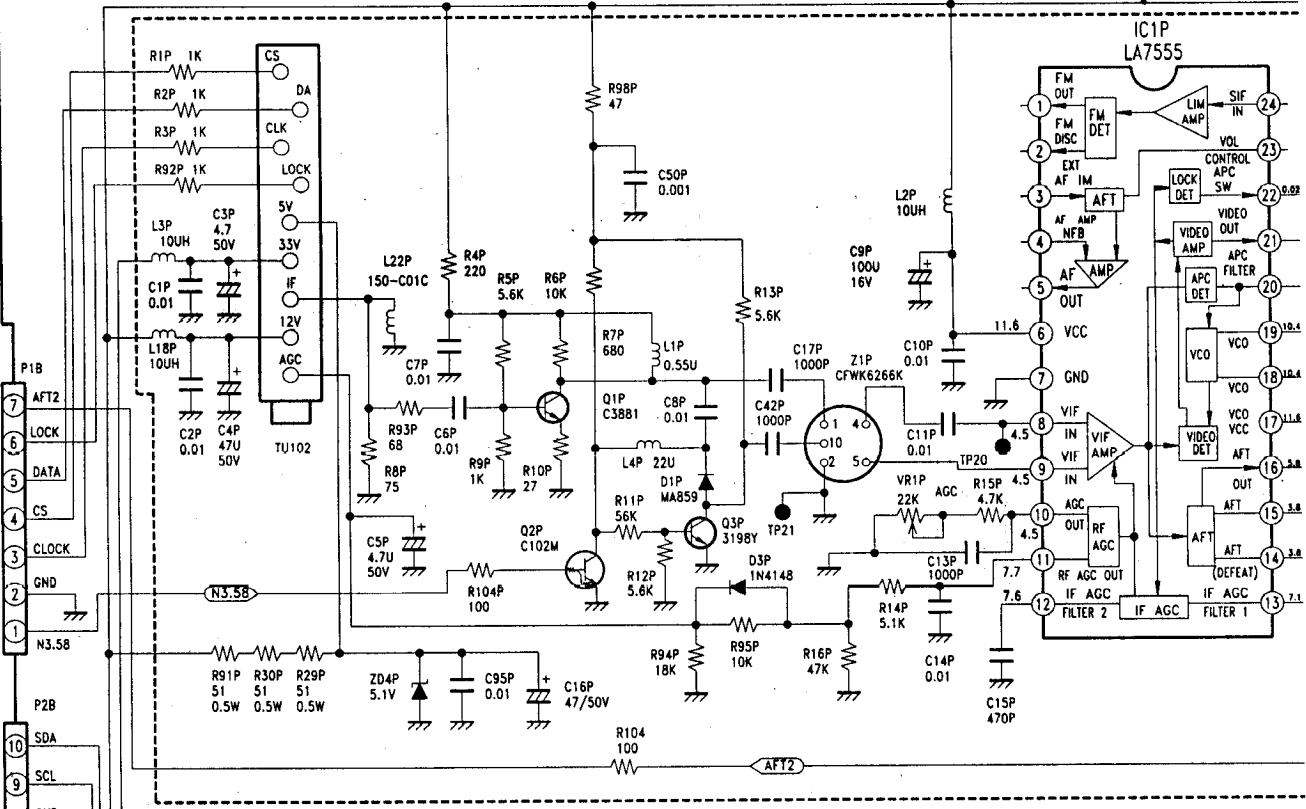 R1P 1K
R2P 1K
R3P 1K
R92P 1K
CS
DA
CLK
LOCK
5V
33V
IF
12V
AGC
TU102
L3P
10UH
C3P
4.7
50V
C1P
0.01
L18P
10UH
C2P
0.01
C4P
47U
50V
P1B
7 AFT2
6 LOCK
5 DATA
4 CS
3 CLOCK
2 GND
1
N3.58
P2B
10 SDA
9 SCL
N3.58
L22P
150-C01C
R4P
220
R5P
5.6K
R6P
10K
R98P
47
C50P
0.001
R7P
680
L1P
0.55U
R13P
5.6K
C7P
0.01
Q1P
C3881
R93P
68
C6P
0.01
R8P
75
R9P
1K
R10P
27
C8P
0.01
L4P 22U
D1P
MA859
C17P
1000P
C42P
1000P
Z1P
CFWK6266K
1
4
10
2
5
TP21
R11P
56K
Q2P
C102M
Q3P
3198Y
R12P
5.6K
R104P
100
C5P
4.7U
50V
D3P
1N4148
R94P
18K
R95P
10K
R16P
47K
R14P
5.1K
C14P
0.01
C15P
470P
R91P
51
0.5W
R30P
51
0.5W
R29P
51
0.5W
ZD4P
5.1V
C95P
0.01
C16P
47/50V
R104
100
AFT2
L2P
10UH
C9P
100U
16V
C10P
0.01
C11P
0.01
TP20
VR1P
22K
AGC
R15P
4.7K
C13P
1000P
11.6
4.5
4.5
4.5
7.7
7.6
IC1P
LA7555
FM
OUT
1
FM
DISC
2
EXT
AF IM
3
AF AMP
NFB
4
5 AF
OUT
6 VCC
7 GND
8 VIF
IN
9 VIF
IN
10 AGC
OUT
11
RF AGC OUT
12 IF AGC
FILTER 2
FM
DET
LIM
AMP
AFT
AMP
LOCK
DET
VIDEO
AMP
APC
DET
VCO
VIDEO
DET
VIF
AMP
RF
AGC
AFT
IF AGC
SIF
IN
24
VOL
CONTROL
23
APC
SW
22
0.02
VIDEO
OUT
21
APC
FILTER
20
VCO
19
10.4
VCO
18
10.4
VCO
VCC
17
11.6
AFT
OUT
16
5.8
AFT
15
3.8
AFT
(DEFEAT)
14
3.8
IF AGC
FILTER 1
13
7.1